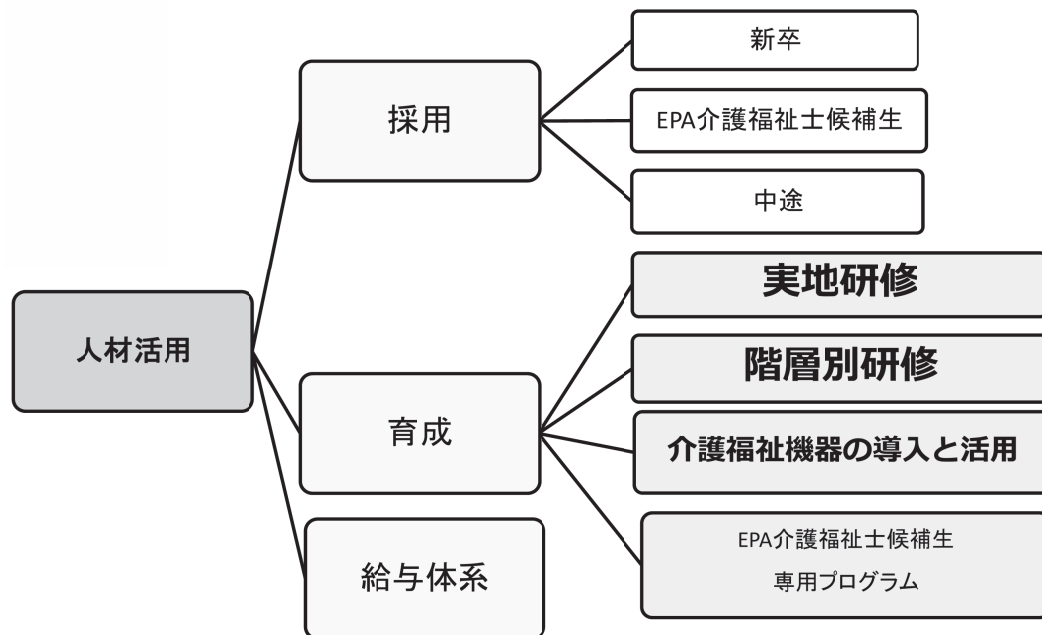 人材活用
採用
新卒
EPA介護福祉士候補生
中途
育成
実地研修
階層別研修
介護福祉機器の導入と活用
EPA介護福祉士候補生
専用プログラム
給与体系